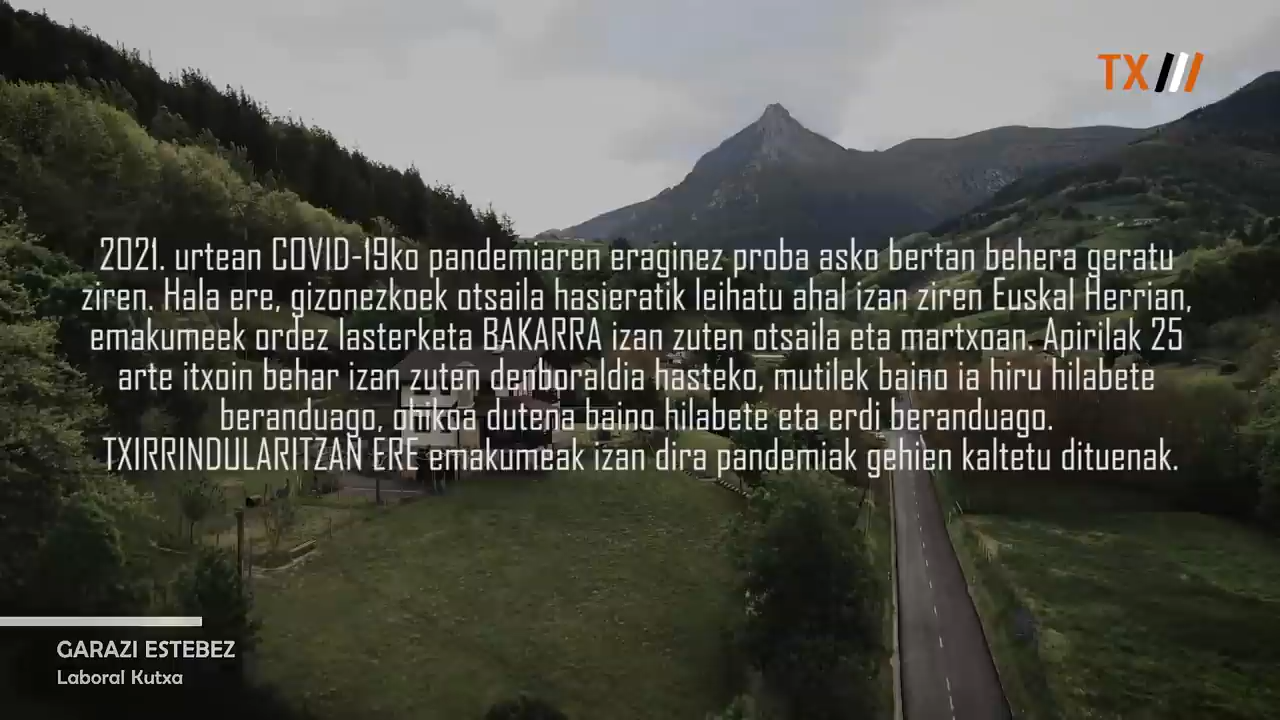 TX
2021. urtean COVID-19ko pandemiaren eraginez proba asko bertan behera geratu
ziren. Hala ere, gizonezkoek otsaila hasieratik leihatu ahal izan ziren Euskal Herrian,
emakumeek ordez lasterketa BAKARRA izan zuten otsaila eta martxoan. Apirilak 25
arte itxoin behar izan zuten denboraldia hasteko, mutilek baino ia hiru hilabete
beranduago, ohikoa dutena baino hilabete eta erdi beranduago.
TXIRRINDULARITZAN ERE emakumeak izan dira pandemiak gehien kaltetu dituenak.
GARAZI ESTEBEZ
Laboral Kutxa